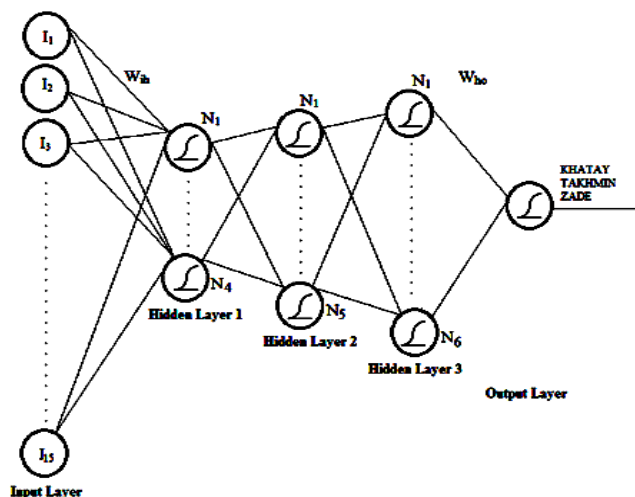 I1
I2
I3
I15
Input Layer
Wih
N1
N4
Hidden Layer 1
N1
N5
Hidden Layer 2
N1
N6
Hidden Layer 3
Who
KHATAY
TAKHMIN
ZADE
Output Layer